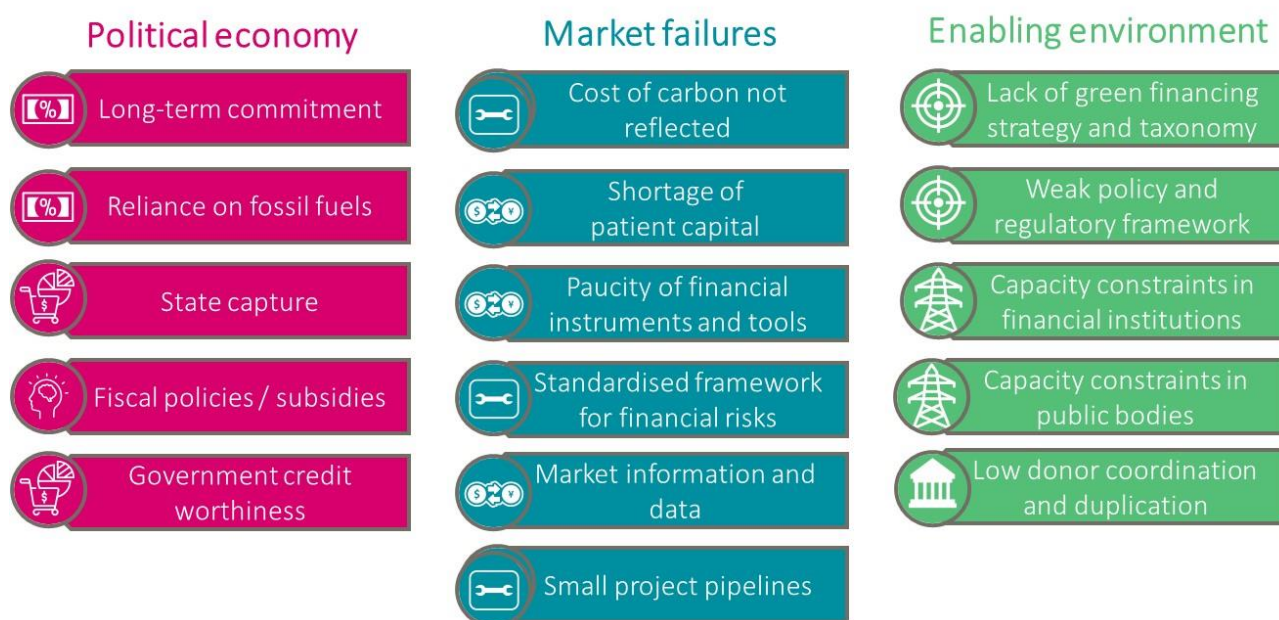 Political economy
Long-term commitment
Reliance on fossil fuels
State capture
Fiscal policies / subsidies
Government credit
worthiness
Market failures
Cost of carbon not
reflected
Shortage of
patient capital
Paucity of financial
instruments and tools
Standardised framework
for financial risks
Market information and
data
Small project pipelines
Enabling environment
Lack of green financing
strategy and taxonomy
Weak policy and
regulatory framework
Capacity constraints in
financial institutions
Capacity constraints in
public bodies
Low donor coordination
and duplication